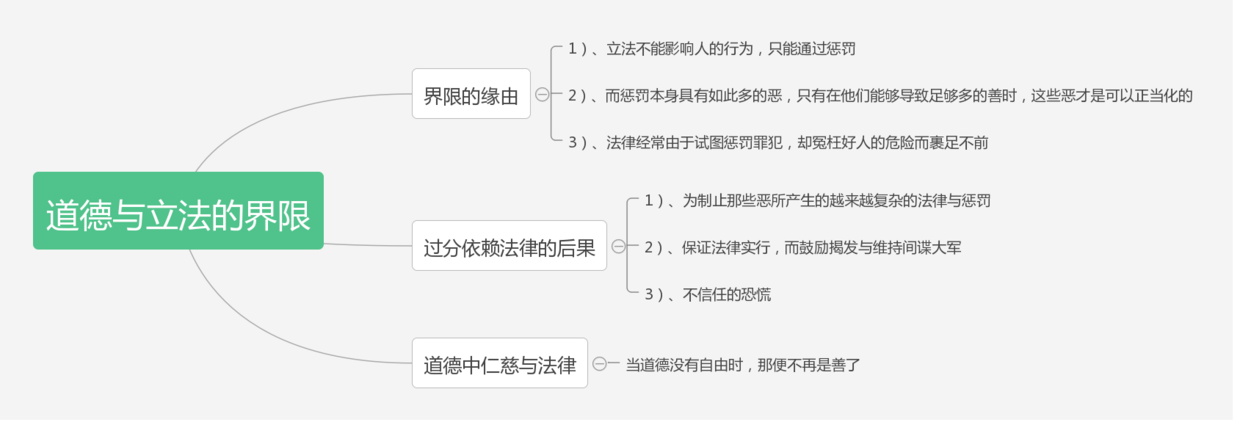 道德与立法的界限
界限的缘由
1）、立法不能影响人的行为，只能通过惩罚
2）、而惩罚本身具有如此多的恶，只有在他们能够导致足够多的善时，这些恶才是可以正当化的
3）、法律经常由于试图惩罚罪犯，却冤枉好人的危险而裹足不前
过分依赖法律的后果
1）、为制止那些恶所产生的越来越复杂的法律与惩罚
2）、保证法律实行，而鼓励揭发与维持间谍大军
3）、不信任的恐慌
道德中仁慈与法律
当道德没有自由时，那便不再是善了